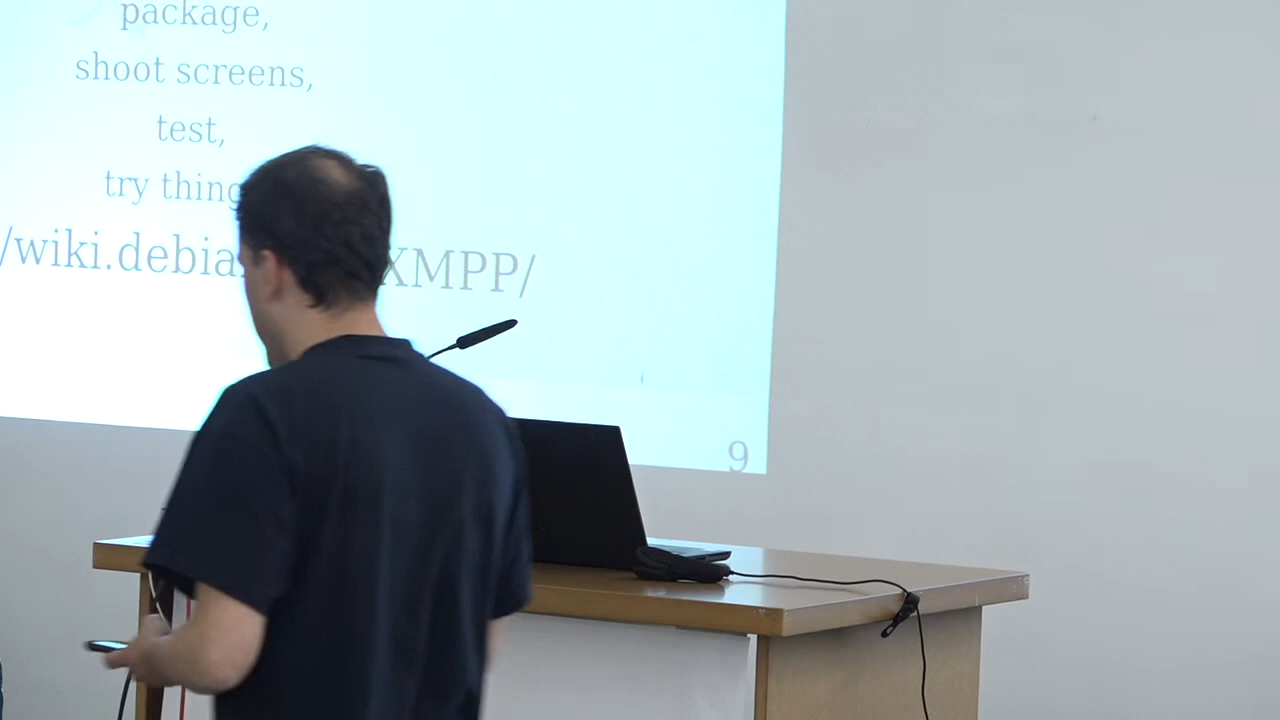 package,
shoot screens,
test,
try thing
/wiki.debia XMPP/
9